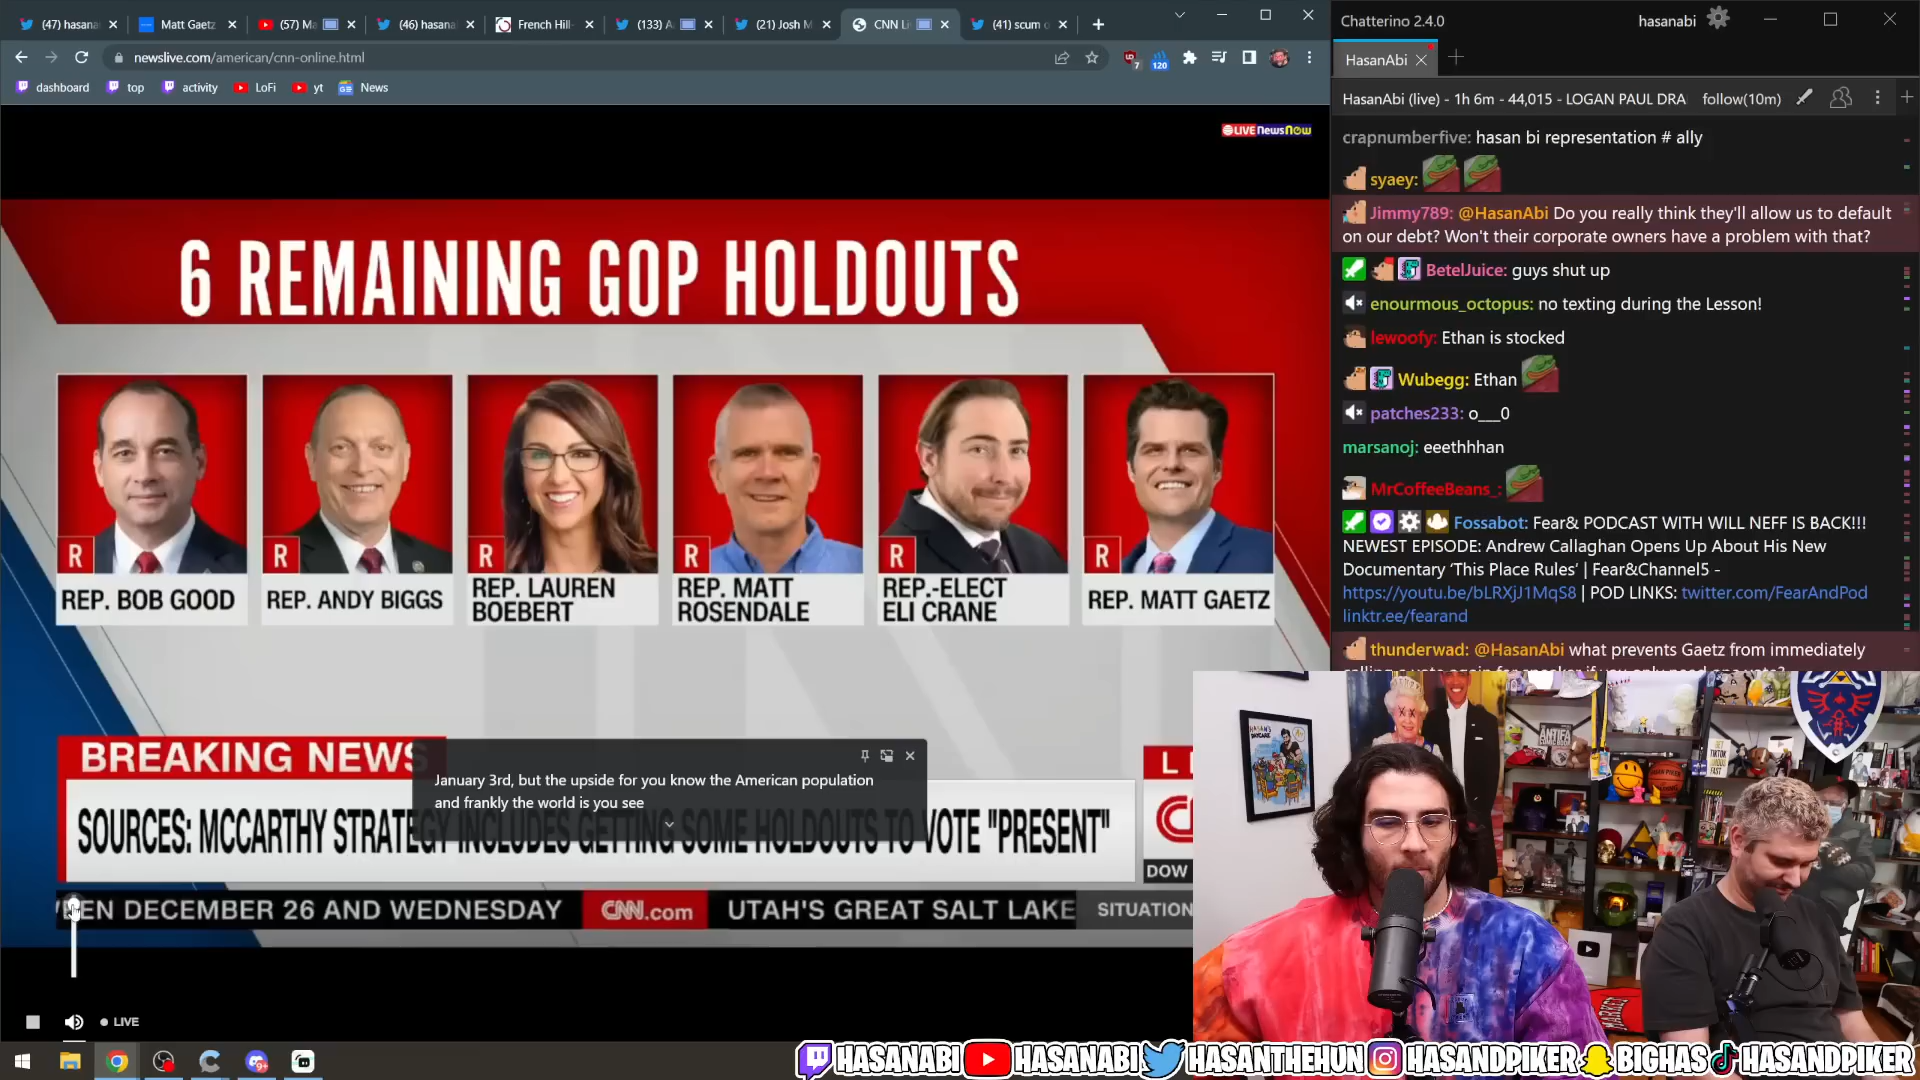 (47) hasana
Matt Gaetz
(57) Ma
(46) hasana
French Hill-
(133) A
(21) Josh M
CNN Li
(41) scum o
newslive.com/american/cnn-online.html
7
120
dashboard
top
activity
LoFi
yt
News
LIVE NewsNow
6 REMAINING GOP HOLDOUTS
R
R
R
R
R
R
REP. BOB GOOD
REP. ANDY BIGGS
REP. LAUREN
BOEBERT
REP. MATT
ROSENDALE
REP.-ELECT
ELI CRANE
REP. MATT GAETZ
BREAKING NEWS
January 3rd, but the upside for you know the American population
and frankly the world is you see
SOURCES: MCCARTHY STRATEGY INCLUDES GETTING SOME HOLDOUTS TO VOTE "PRESENT"
DOW
EEN DECEMBER 26 AND WEDNESDAY
CNN.com
UTAH'S GREAT SALT LAKE
SITUATION
LIVE
Chatterino 2.4.0
hasanabi
HasanAbi
HasanAbi (live) - 1h 6m - 44,015 - LOGAN PAUL DRA
follow(10m)
crapnumberfive: hasan bi representation # ally
syaey:
Jimmy789: @HasanAbi Do you really think they'll allow us to default
on our debt? Won't their corporate owners have a problem with that?
BetelJuice: guys shut up
enourmous_octopus: no texting during the Lesson!
lewoofy: Ethan is stocked
Wubegg: Ethan
patches233: o___0
marsanoj: eeethhhan
MrCoffeeBeans_:
Fossabot: Fear& PODCAST WITH WILL NEFF IS BACK!!!
NEWEST EPISODE: Andrew Callaghan Opens Up About His New
Documentary ‘This Place Rules’ | Fear&Channel5 -
https://youtu.be/bLRXjJ1MqS8 | POD LINKS: twitter.com/FearAndPod
linktr.ee/fearand
thunderwad: @HasanAbi what prevents Gaetz from immediately
ANTIFA
HASANABI
HASANABI
HASANTHEHUN
HASANDPIKER
BIGHAS
HASANDPIKER